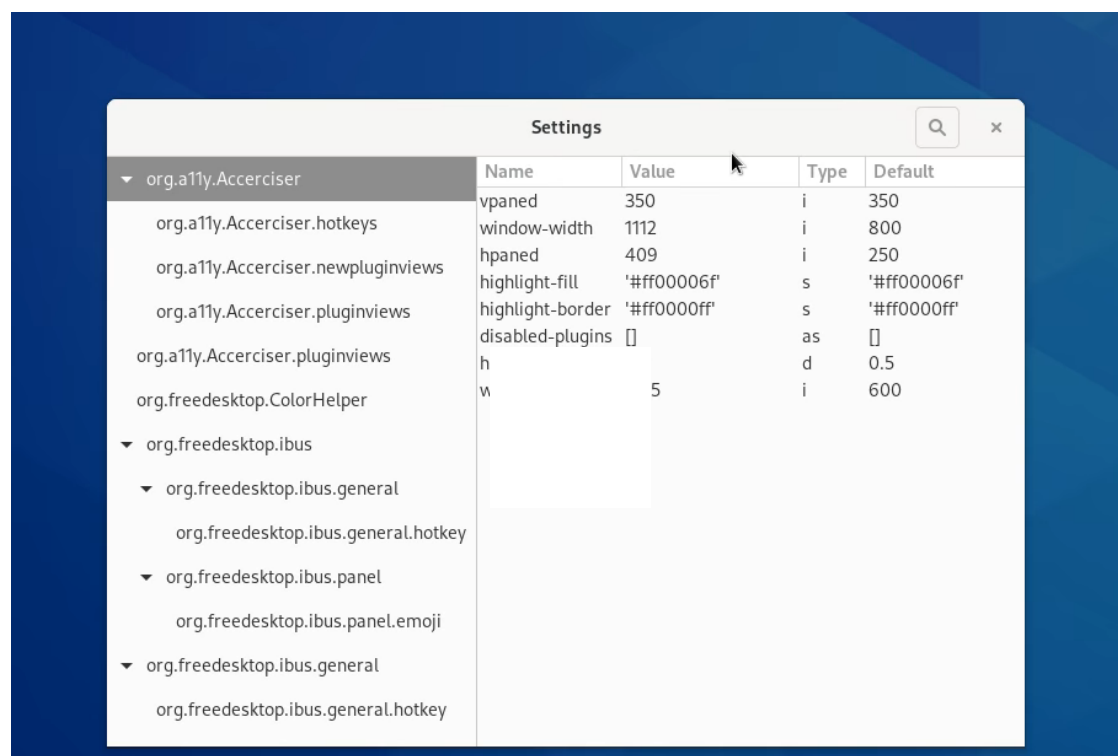 Settings
org.a11y.Accerciser
org.a11y.Accerciser.hotkeys
org.a11y.Accerciser.newpluginviews
org.a11y.Accerciser.pluginviews
org.a11y.Accerciser.pluginviews
org.freedesktop.ColorHelper
org.freedesktop.ibus
org.freedesktop.ibus.general
org.freedesktop.ibus.general.hotkey
org.freedesktop.ibus.panel
org.freedesktop.ibus.panel.emoji
org.freedesktop.ibus.general
org.freedesktop.ibus.general.hotkey
Name Value Type Default
vpaned 350 i 350
window-width 1112 i 800
hpaned 409 i 250
highlight-fill '#ff00006f' s '#ff00006f'
highlight-border '#ff0000ff' s '#ff0000ff'
disabled-plugins [] as []
d 0.5
i 600